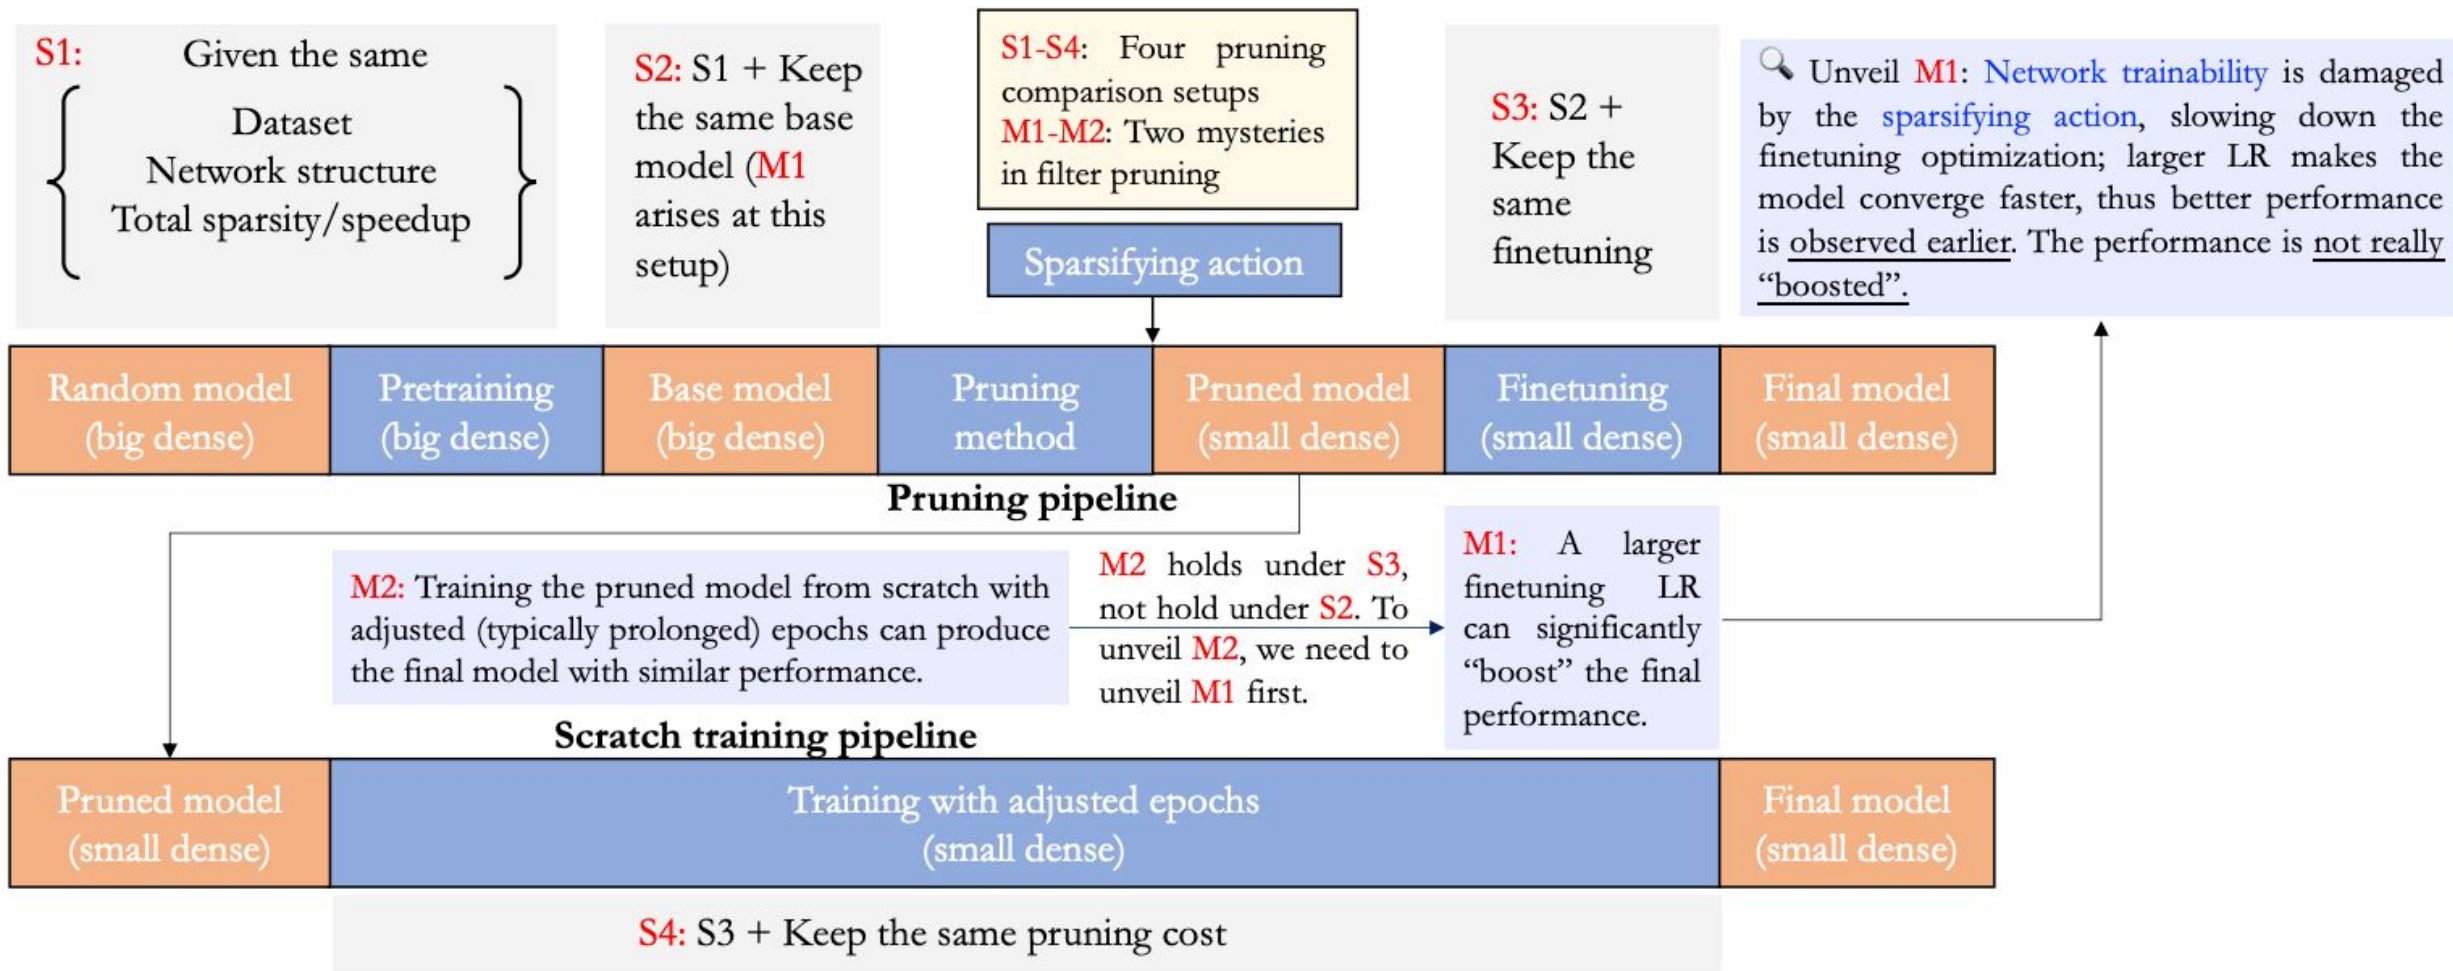 S1: Given the same
Dataset
Network structure
Total sparsity/speedup
S2: S1 + Keep
the same base
model (M1
arises at this
setup)
S1-S4: Four pruning
comparison setups
M1-M2: Two mysteries
in filter pruning
Sparsifying action
S3: S2 +
Keep the
same
finetuning
Unveil M1: Network trainability is damaged
by the sparsifying action, slowing down the
finetuning optimization; larger LR makes the
model converge faster, thus better performance
is observed earlier. The performance is not really
“boosted”.
Random model
(big dense)
Pretraining
(big dense)
Base model
(big dense)
Pruning
method
Pruned model
(small dense)
Finetuning
(small dense)
Final model
(small dense)
Pruning pipeline
M2: Training the pruned model from scratch with
adjusted (typically prolonged) epochs can produce
the final model with similar performance.
M2 holds under S3,
not hold under S2. To
unveil M2, we need to
unveil M1 first.
M1: A larger
finetuning LR
can significantly
“boost” the final
performance.
Scratch training pipeline
Pruned model
(small dense)
Training with adjusted epochs
(small dense)
Final model
(small dense)
S4: S3 + Keep the same pruning cost